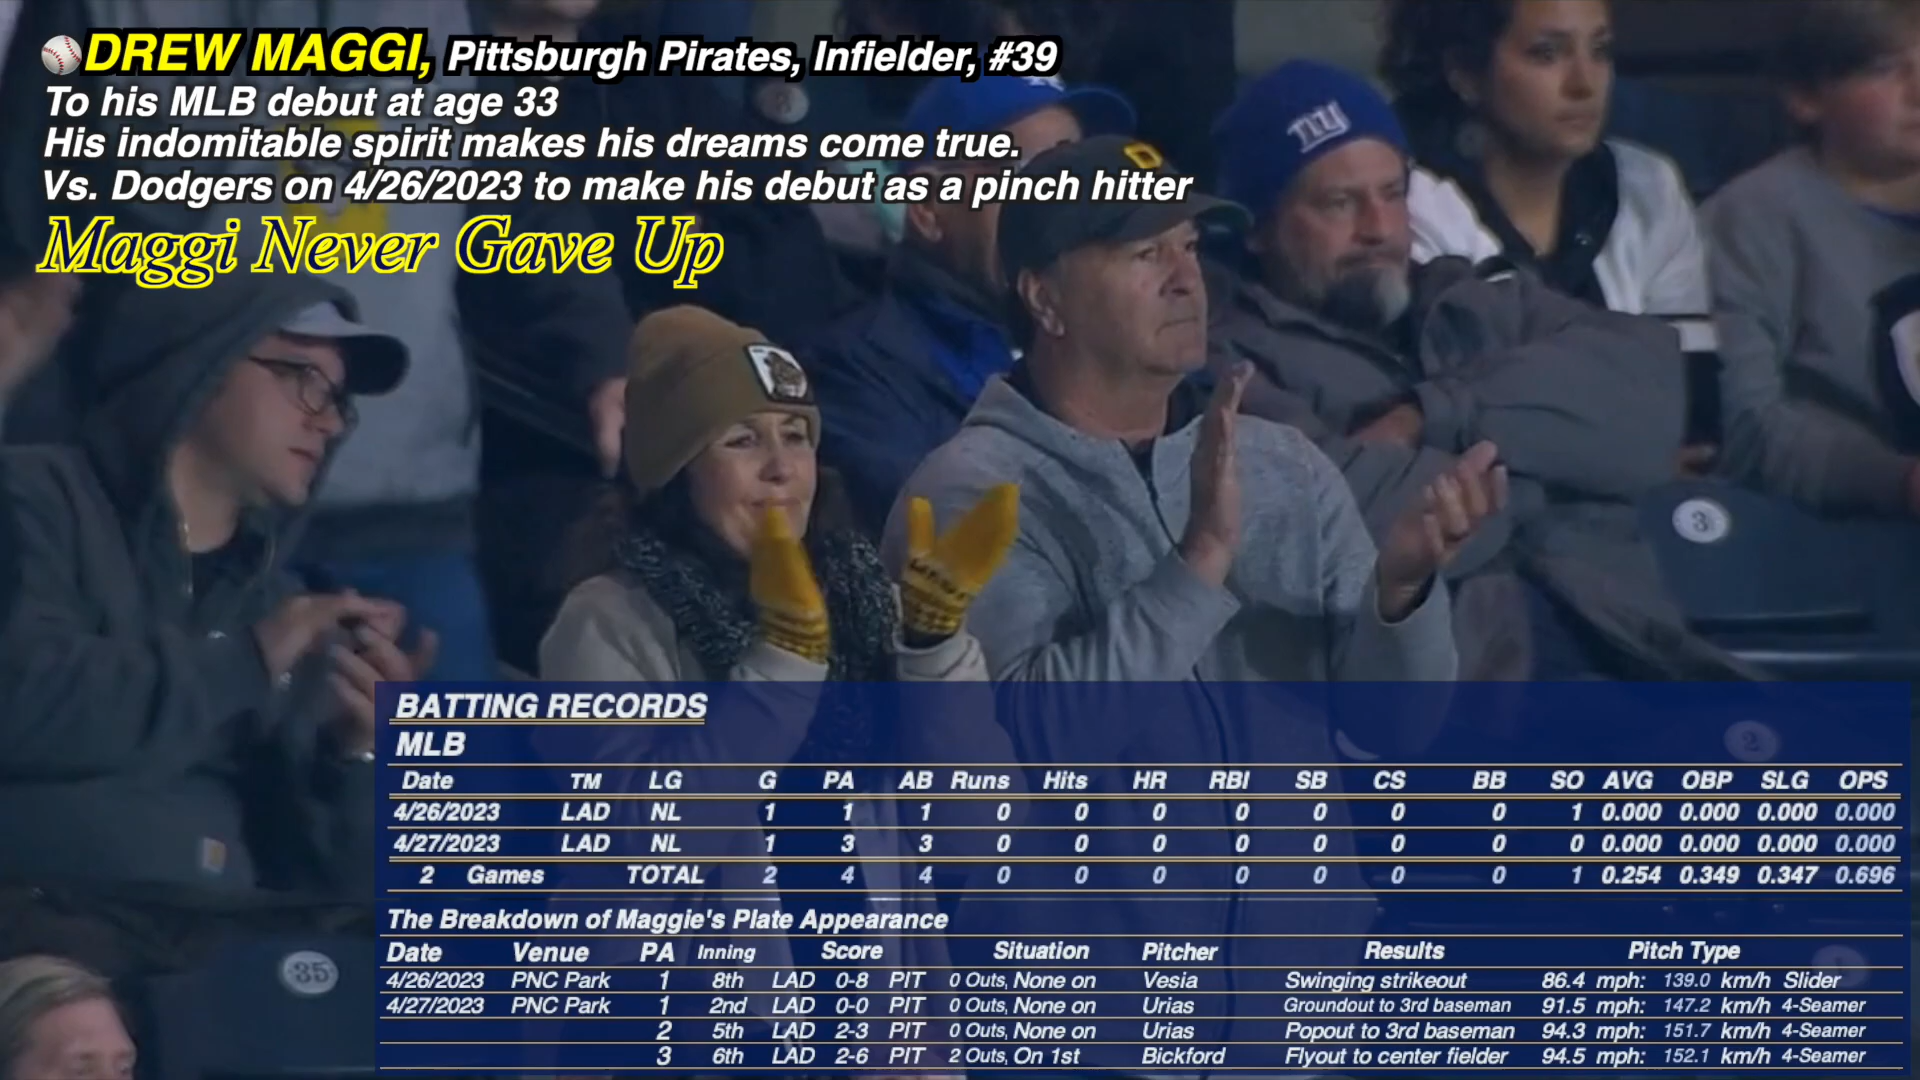 DREW MAGGI, Pittsburgh Pirates, Infielder, #39
To his MLB debut at age 33
His indomitable spirit makes his dreams come true.
Vs. Dodgers on 4/26/2023 to make his debut as a pinch hitter
Maggi Never Gave Up
ny
P
3
2
35
BATTING RECORDS
MLB
Date TM LG G PA AB Runs Hits HR RBI SB CS BB SO AVG OBP SLG OPS
4/26/2023 LAD NL 1 1 1 0 0 0 0 0 0 0 1 0.000 0.000 0.000 0.000
4/27/2023 LAD NL 1 3 3 0 0 0 0 0 0 0 0 0.000 0.000 0.000 0.000
2 Games TOTAL 2 4 4 0 0 0 0 0 0 0 1 0.254 0.349 0.347 0.696
The Breakdown of Maggie's Plate Appearance
Date Venue PA Inning Score Situation Pitcher Results Pitch Type
4/26/2023 PNC Park 1 8th LAD 0-8 PIT 0 Outs, None on Vesia Swinging strikeout 86.4 mph: 139.0 km/h Slider
4/27/2023 PNC Park 1 2nd LAD 0-0 PIT 0 Outs, None on Urias Groundout to 3rd baseman 91.5 mph: 147.2 km/h 4-Seamer
2 5th LAD 2-3 PIT 0 Outs, None on Urias Popout to 3rd baseman 94.3 mph: 151.7 km/h 4-Seamer
3 6th LAD 2-6 PIT 2 Outs, On 1st Bickford Flyout to center fielder 94.5 mph: 152.1 km/h 4-Seamer